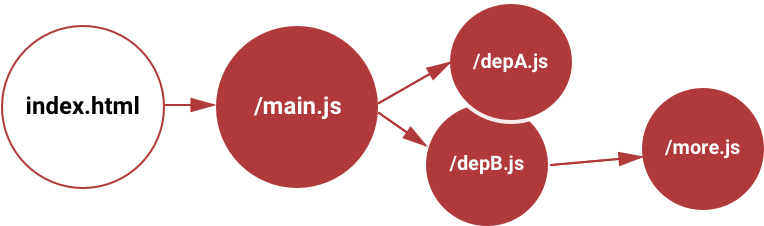 index.html
/main.js
/depA.js
/depB.js
/more.js